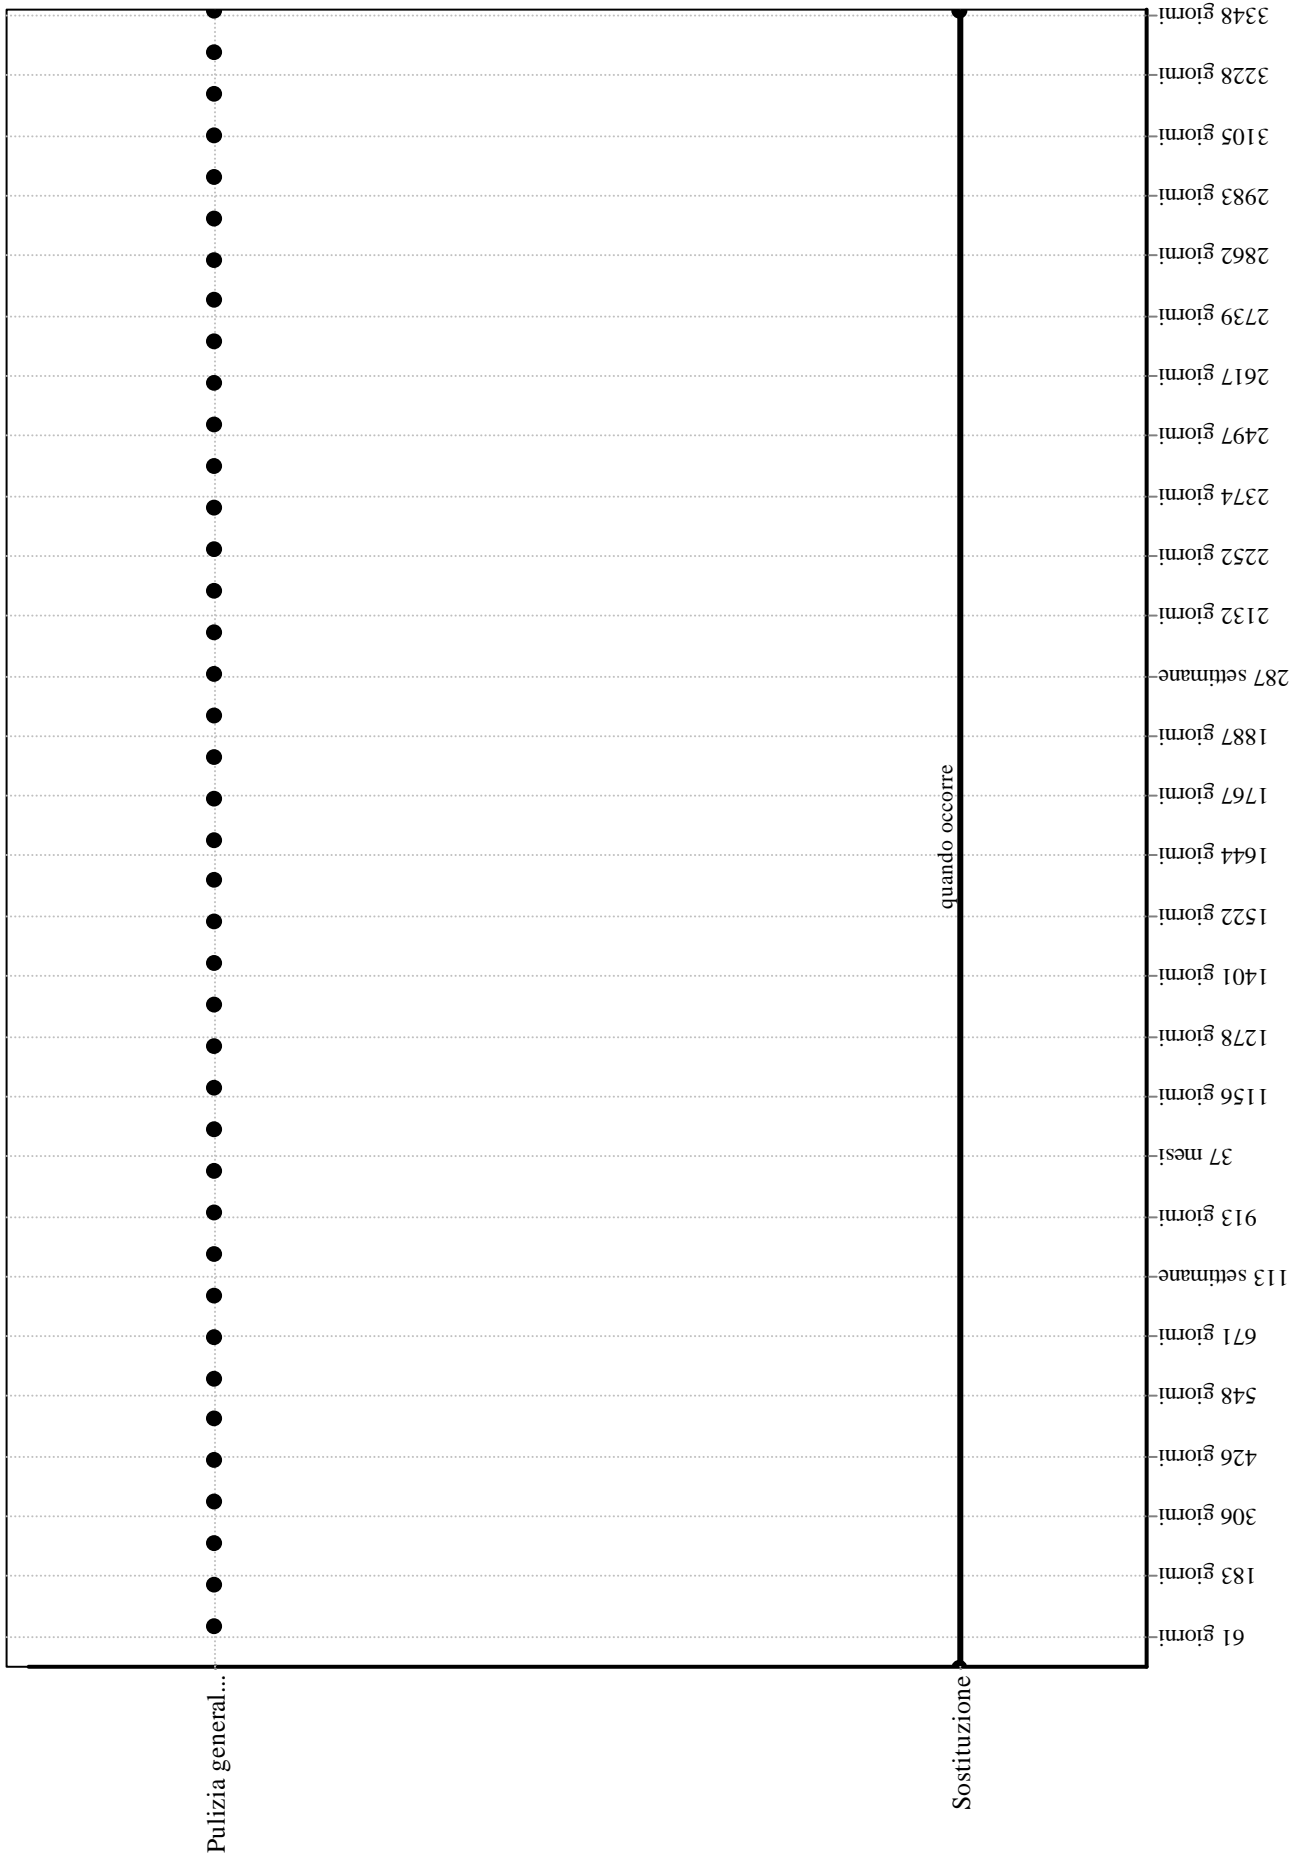 3348 giorni
3228 giorni
3105 giorni
2983 giorni
2862 giorni
2739 giorni
2617 giorni
2497 giorni
2374 giorni
2252 giorni
2132 giorni
287 settimane
1887 giorni
1767 giorni
1644 giorni
1522 giorni
1401 giorni
1278 giorni
1156 giorni
37 mesi
913 giorni
113 settimane
671 giorni
548 giorni
426 giorni
306 giorni
183 giorni
61 giorni
quando occorre
Pulizia general...
Sostituzione